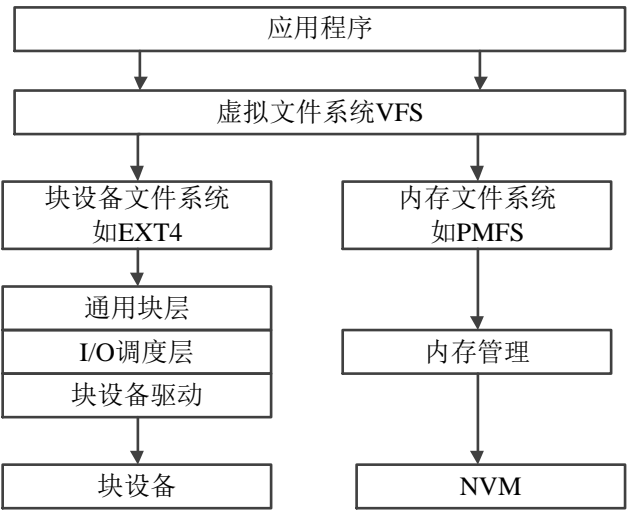 应用程序
虚拟文件系统VFS
块设备文件系统
如EXT4
内存文件系统
如PMFS
通用块层
I/O调度层
块设备驱动
内存管理
块设备
NVM